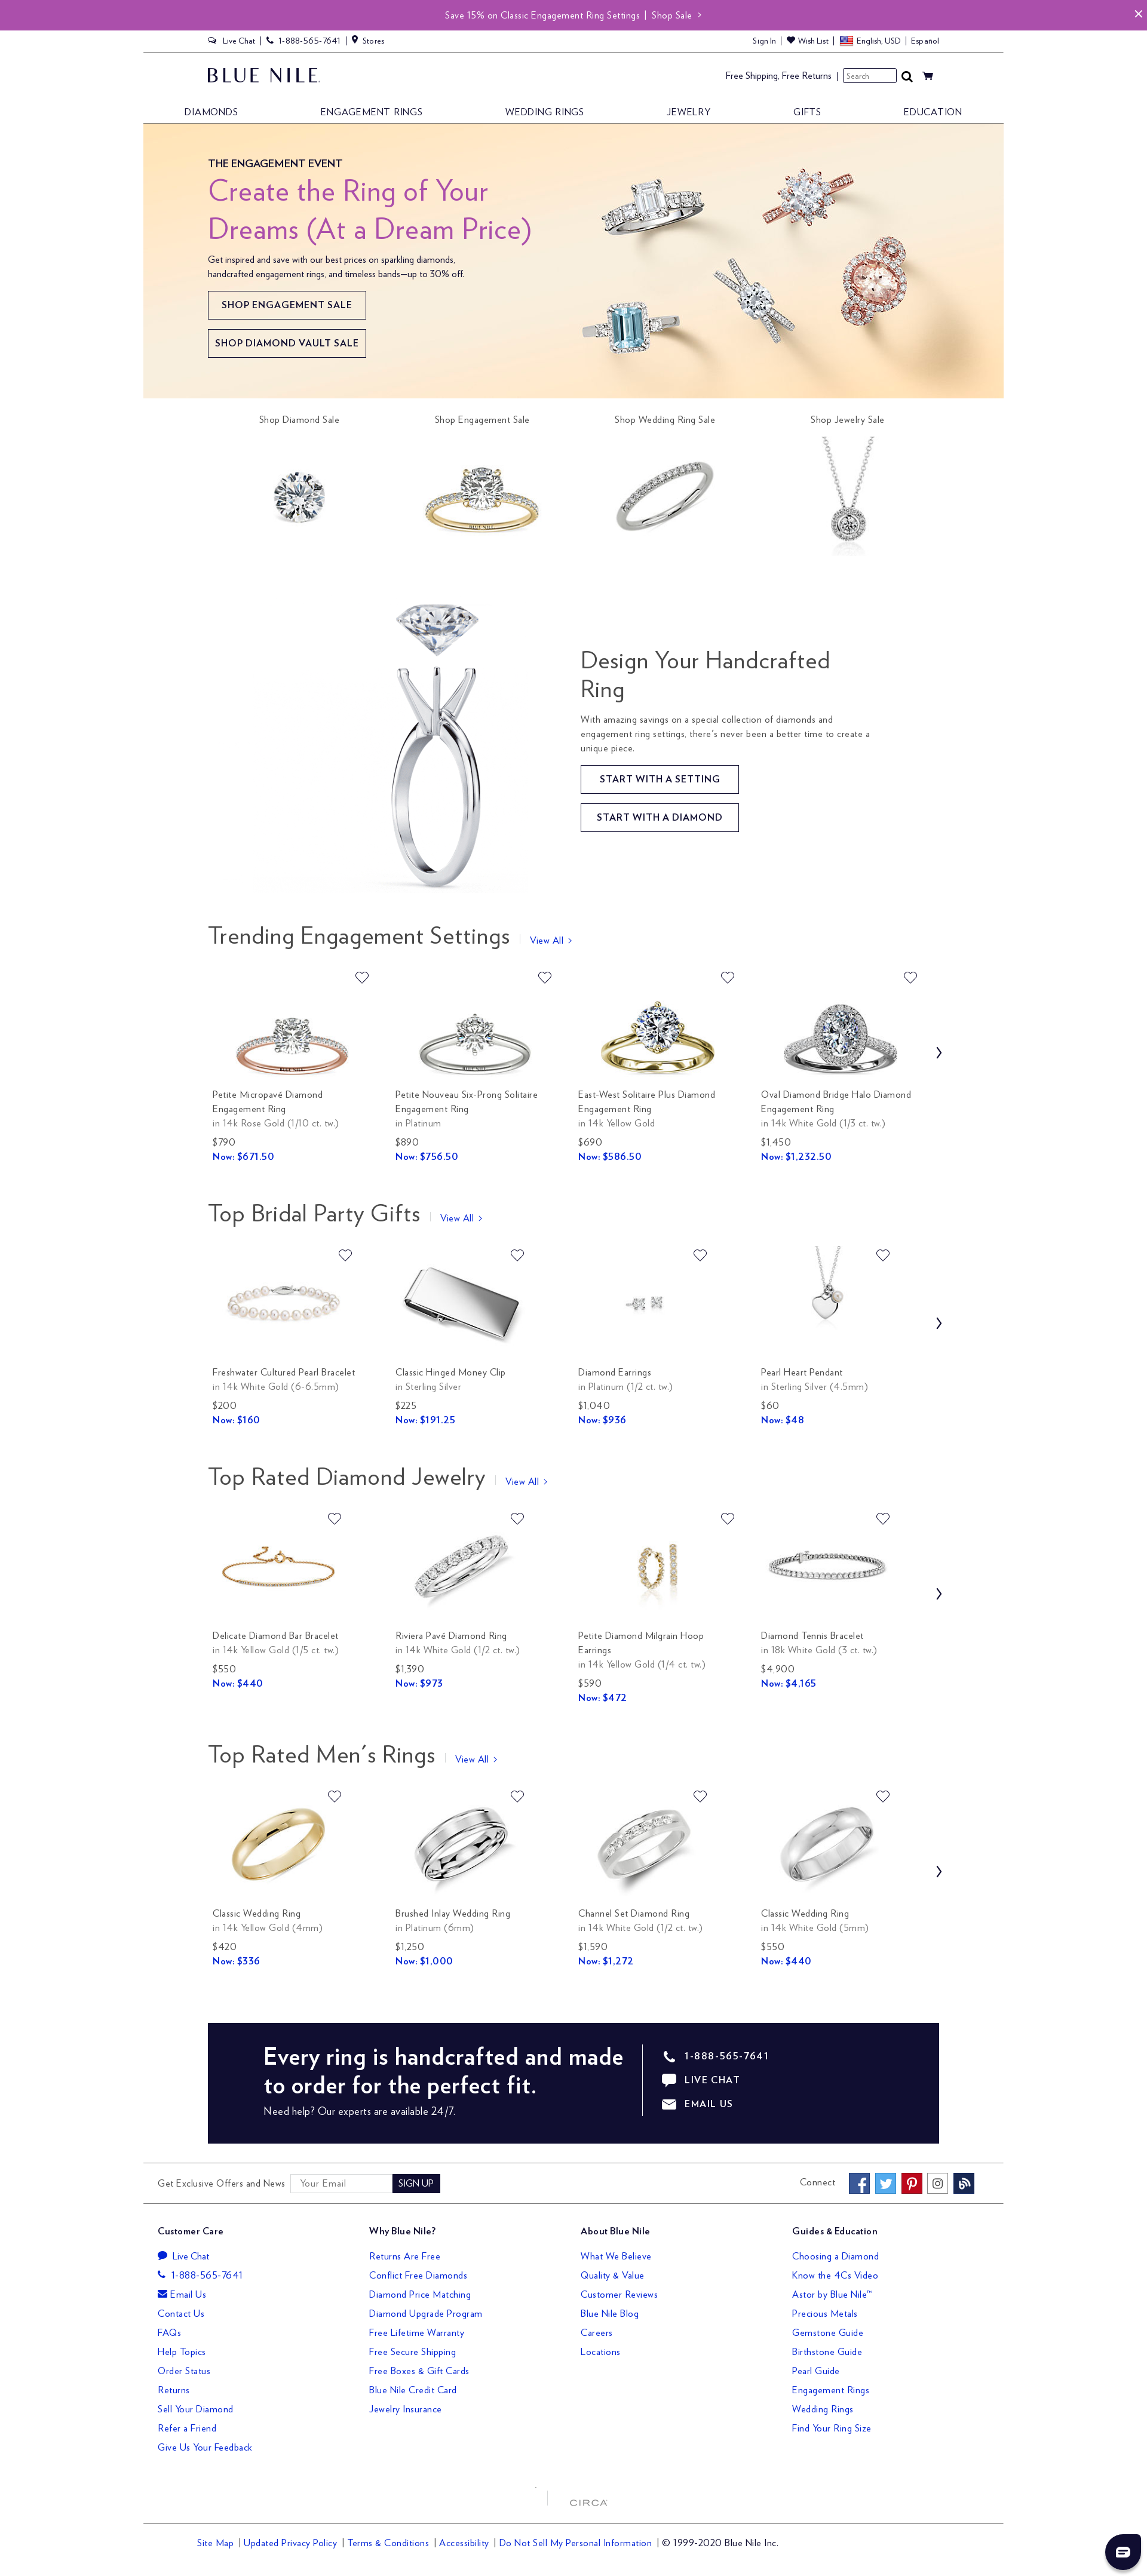 Save 15% on Classic Engagement Ring Settings | Shop Sale >
Live Chat | 1-888-565-7641 | Stores
Sign In | Wish List | English, USD | Español
BLUE NILE
Free Shipping, Free Returns | Search
DIAMONDS ENGAGEMENT RINGS WEDDING RINGS JEWELRY GIFTS EDUCATION
THE ENGAGEMENT EVENT
Create the Ring of Your
Dreams (At a Dream Price)
Get inspired and save with our best prices on sparkling diamonds,
handcrafted engagement rings, and timeless bands—up to 30% off.
SHOP ENGAGEMENT SALE
SHOP DIAMOND VAULT SALE
Shop Diamond Sale
Shop Engagement Sale
Shop Wedding Ring Sale
Shop Jewelry Sale
BLUE NILE
Design Your Handcrafted
Ring
With amazing savings on a special collection of diamonds and
engagement ring settings, there's never been a better time to create a
unique piece.
START WITH A SETTING
START WITH A DIAMOND
Trending Engagement Settings | View All >
Petite Micropavé Diamond
Engagement Ring
in 14k Rose Gold (1/10 ct. tw.)
$790
Now: $671.50
Petite Nouveau Six-Prong Solitaire
Engagement Ring
in Platinum
$890
Now: $756.50
East-West Solitaire Plus Diamond
Engagement Ring
in 14k Yellow Gold
$690
Now: $586.50
Oval Diamond Bridge Halo Diamond
Engagement Ring
in 14k White Gold (1/3 ct. tw.)
$1,450
Now: $1,232.50
Top Bridal Party Gifts | View All >
Freshwater Cultured Pearl Bracelet
in 14k White Gold (6-6.5mm)
$200
Now: $160
Classic Hinged Money Clip
in Sterling Silver
$225
Now: $191.25
Diamond Earrings
in Platinum (1/2 ct. tw.)
$1,040
Now: $936
Pearl Heart Pendant
in Sterling Silver (4.5mm)
$60
Now: $48
Top Rated Diamond Jewelry | View All >
Delicate Diamond Bar Bracelet
in 14k Yellow Gold (1/5 ct. tw.)
$550
Now: $440
Riviera Pavé Diamond Ring
in 14k White Gold (1/2 ct. tw.)
$1,390
Now: $973
Petite Diamond Milgrain Hoop
Earrings
in 14k Yellow Gold (1/4 ct. tw.)
$590
Now: $472
Diamond Tennis Bracelet
in 18k White Gold (3 ct. tw.)
$4,900
Now: $4,165
Top Rated Men's Rings | View All >
Classic Wedding Ring
in 14k Yellow Gold (4mm)
$420
Now: $336
Brushed Inlay Wedding Ring
in Platinum (6mm)
$1,250
Now: $1,000
Channel Set Diamond Ring
in 14k White Gold (1/2 ct. tw.)
$1,590
Now: $1,272
Classic Wedding Ring
in 14k White Gold (5mm)
$550
Now: $440
Every ring is handcrafted and made
to order for the perfect fit.
Need help? Our experts are available 24/7.
1-888-565-7641
LIVE CHAT
EMAIL US
Get Exclusive Offers and News Your Email SIGN UP
Connect
Customer Care
Live Chat
1-888-565-7641
Email Us
Contact Us
FAQs
Help Topics
Order Status
Returns
Sell Your Diamond
Refer a Friend
Give Us Your Feedback
Why Blue Nile?
Returns Are Free
Conflict Free Diamonds
Diamond Price Matching
Diamond Upgrade Program
Free Lifetime Warranty
Free Secure Shipping
Free Boxes & Gift Cards
Blue Nile Credit Card
Jewelry Insurance
About Blue Nile
What We Believe
Quality & Value
Customer Reviews
Blue Nile Blog
Careers
Locations
Guides & Education
Choosing a Diamond
Know the 4Cs Video
Astor by Blue Nile™
Precious Metals
Gemstone Guide
Birthstone Guide
Pearl Guide
Engagement Rings
Wedding Rings
Find Your Ring Size
CIRCA
Site Map | Updated Privacy Policy | Terms & Conditions | Accessibility | Do Not Sell My Personal Information | © 1999-2020 Blue Nile Inc.